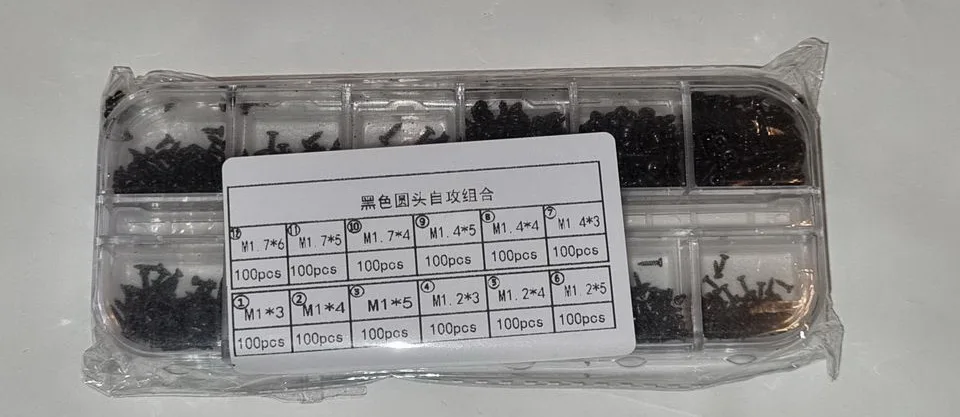 黑色圆头自攻组合
⑫ M1.7*6 ⑪ M1.7*5 ⑩ M1.7*4 ⑨ M1.4*5 ⑧ M1.4*4 ⑦ M1.4*3
100pcs 100pcs 100pcs 100pcs 100pcs 100pcs
① M1*3 ② M1*4 ③ M1*5 ④ M1.2*3 ⑤ M1.2*4 ⑥ M1.2*5
100pcs 100pcs 100pcs 100pcs 100pcs 100pcs